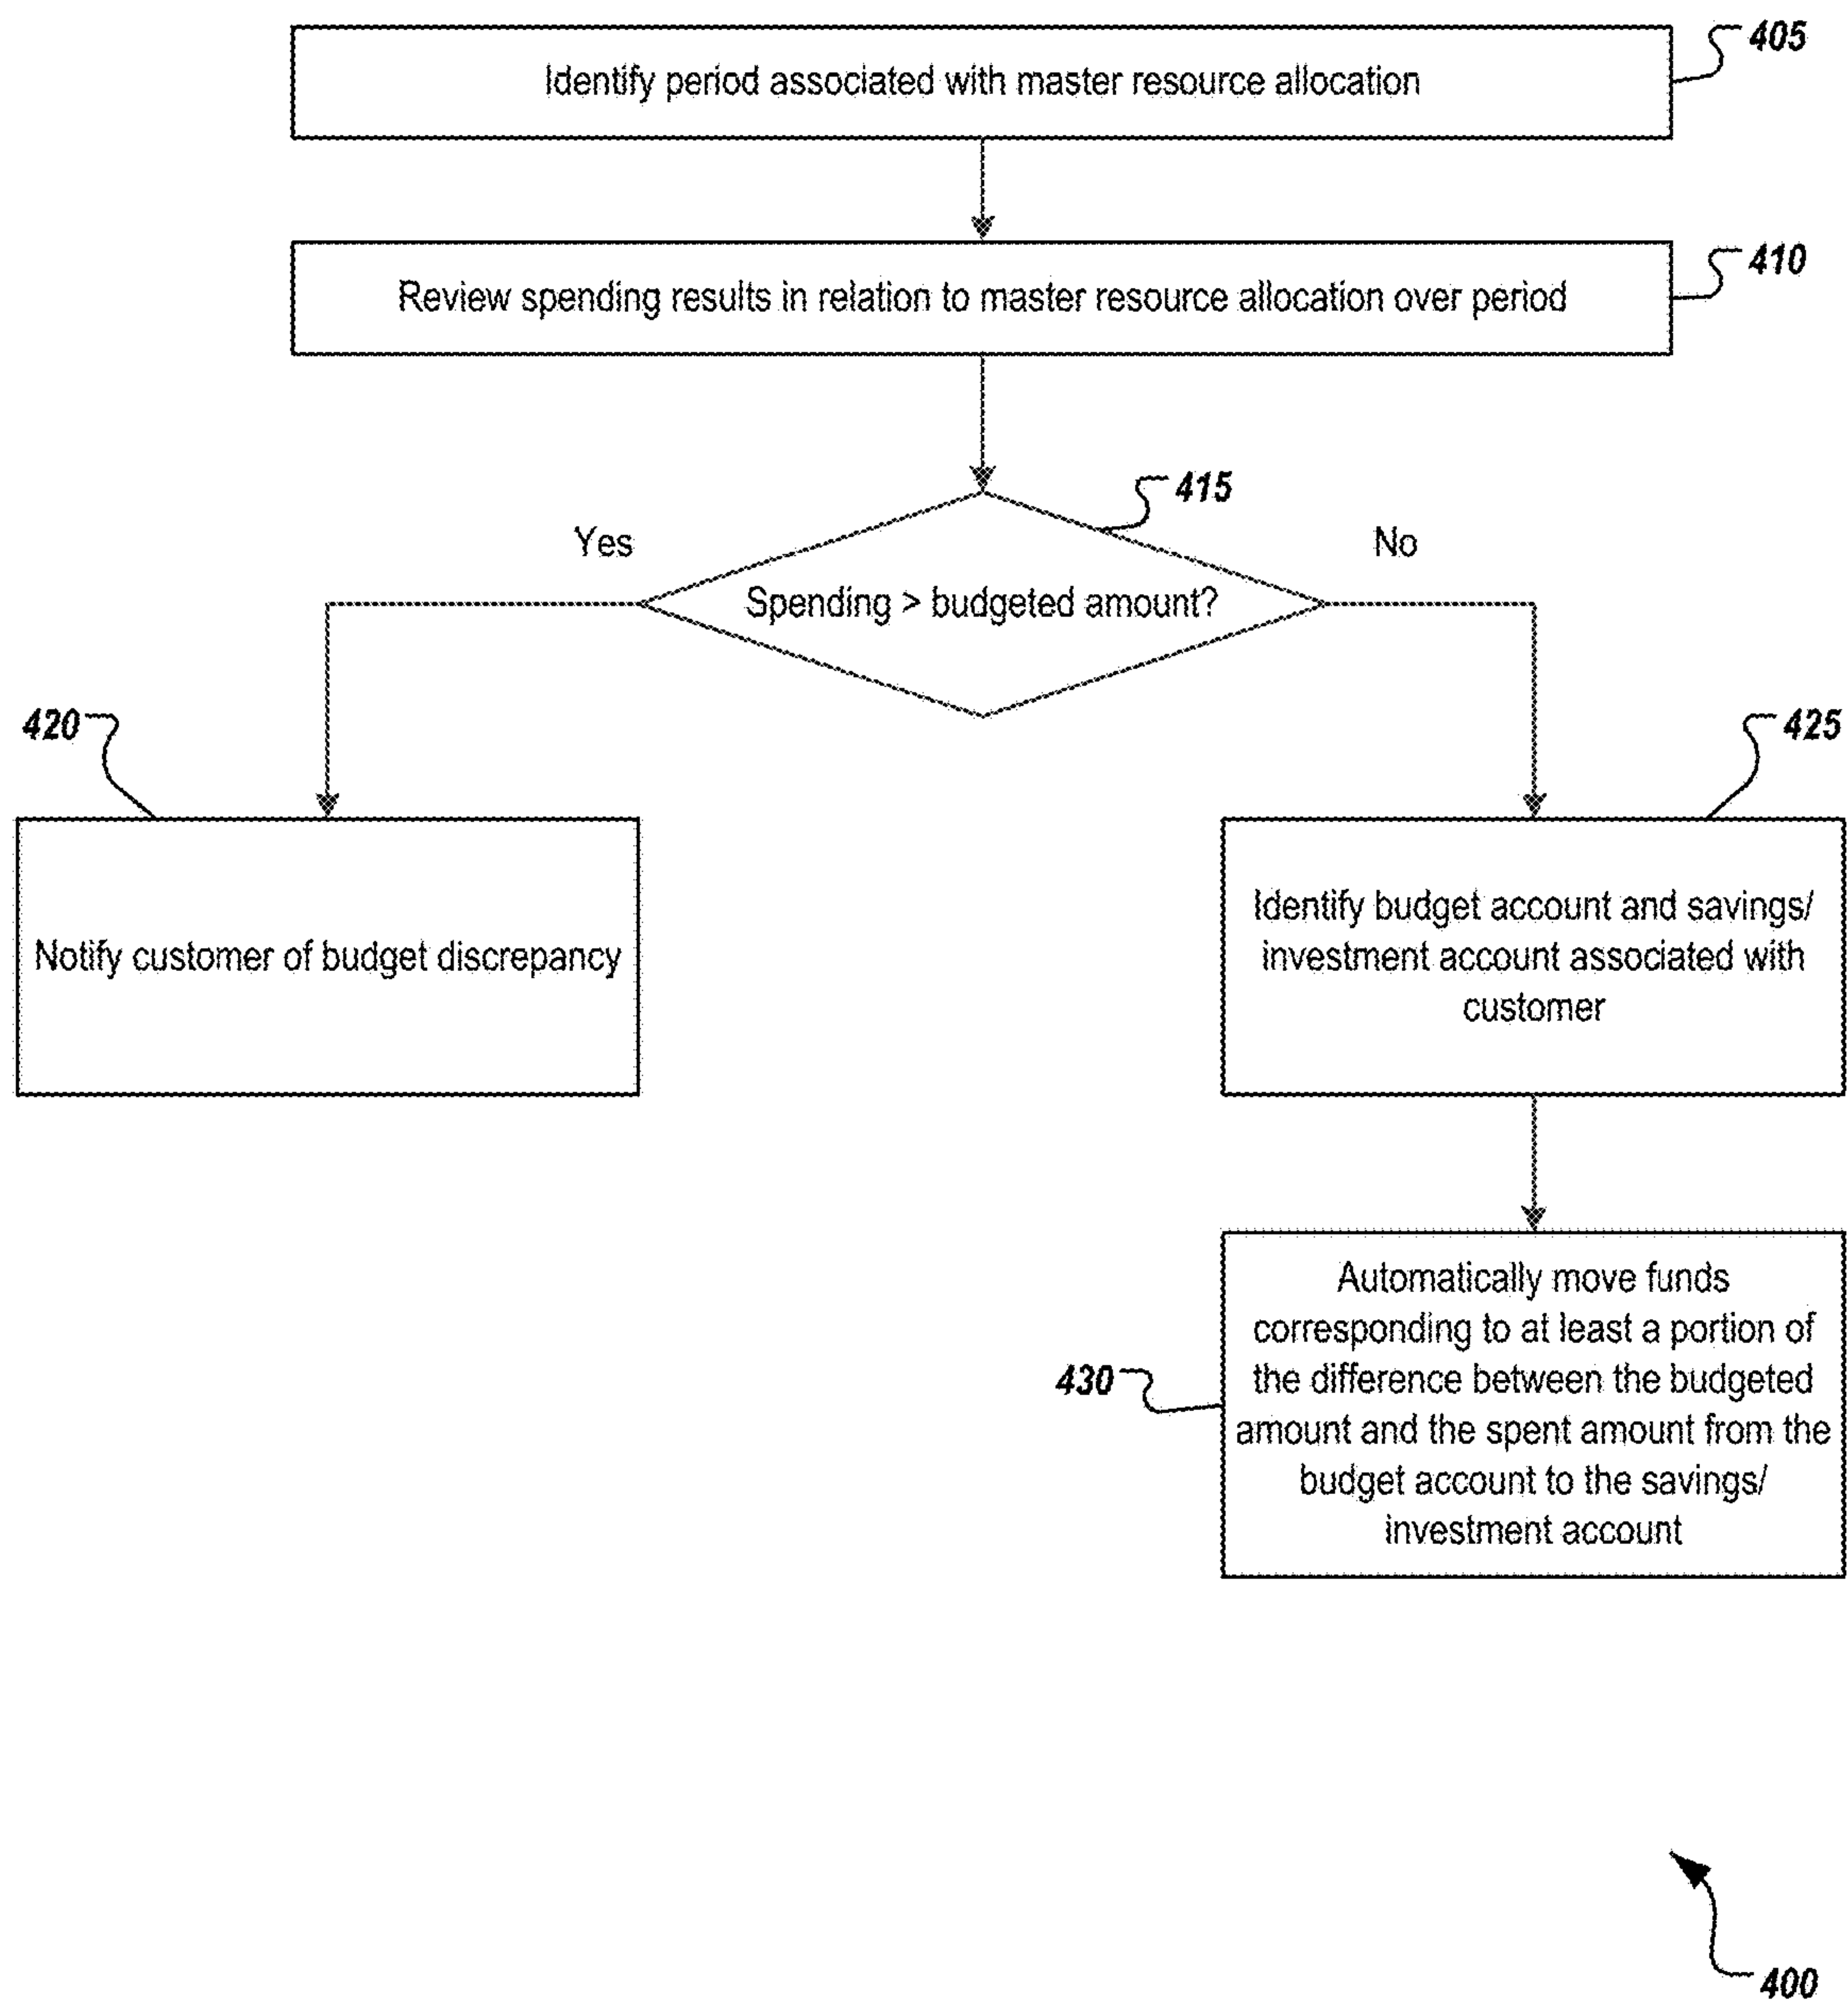 405
Identify period associated with master resource allocation
410
Review spending results in relation to master resource allocation over period
415
Yes
No
Spending > budgeted amount?
420
425
Notify customer of budget discrepancy
Identify budget account and savings/
investment account associated with
customer
Automatically move funds
corresponding to at least a portion of
the difference between the budgeted
amount and the spent amount from the
budget account to the savings/
investment account
430
400